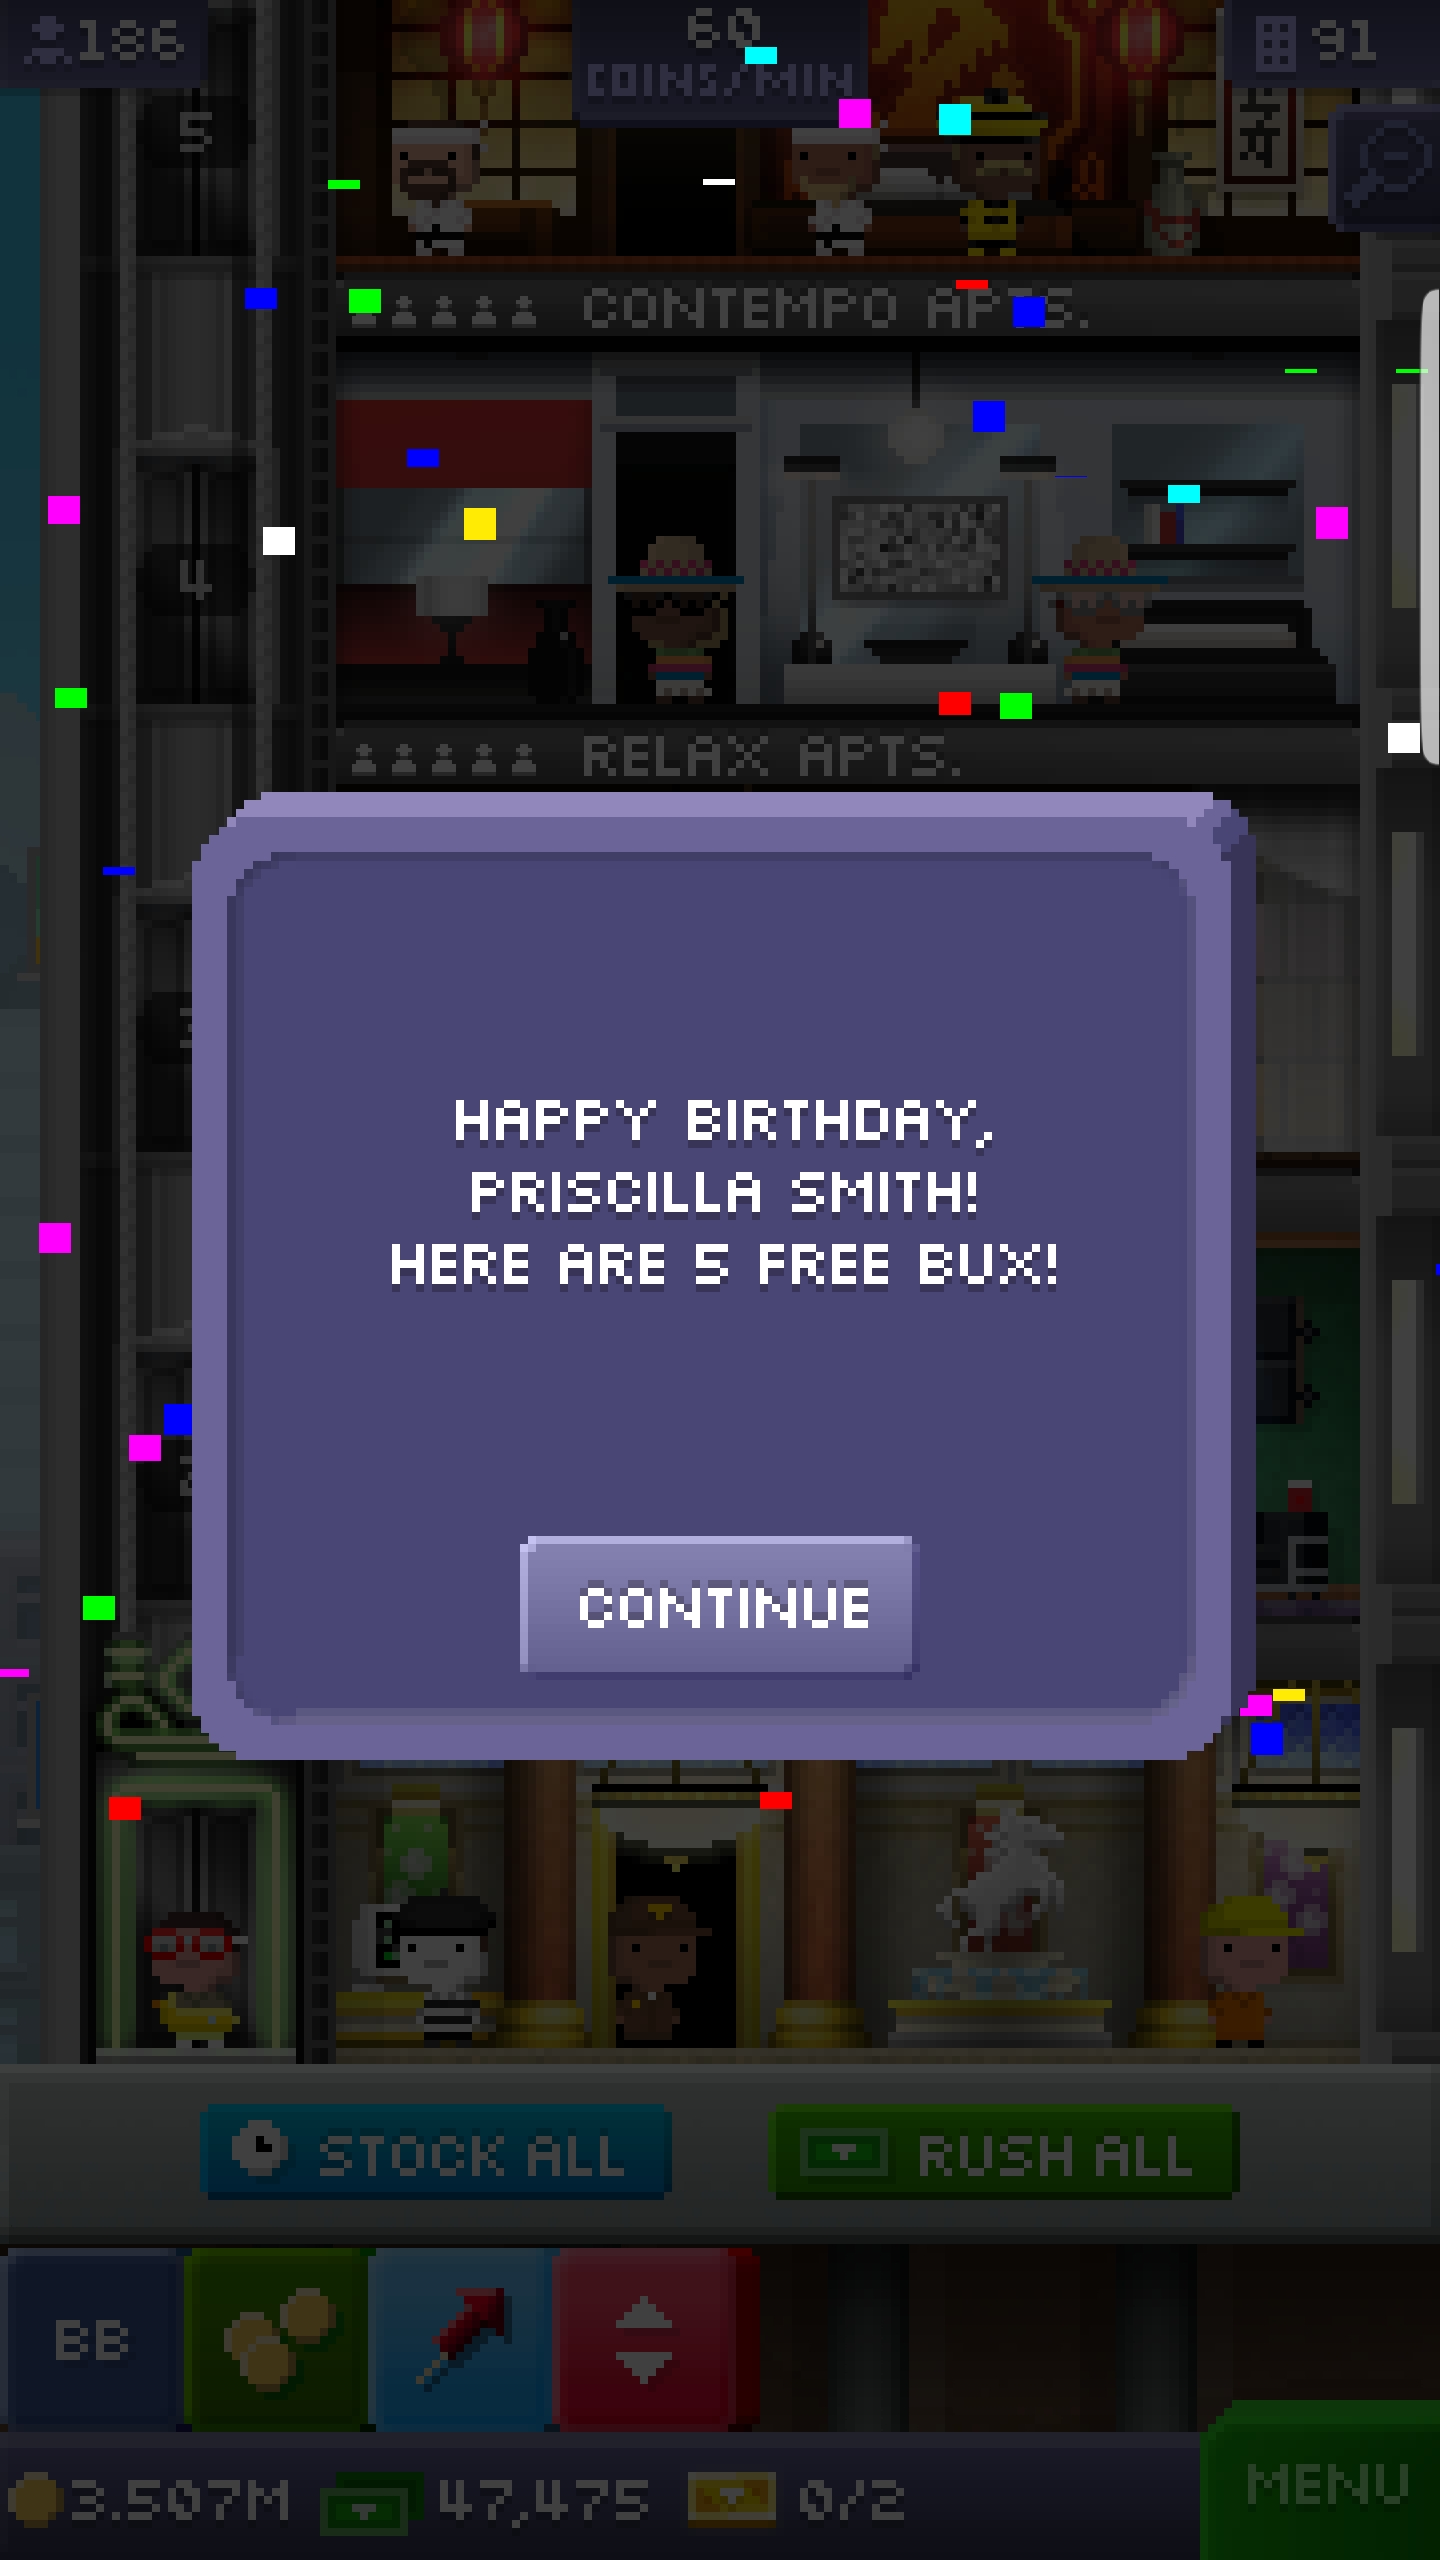 186
60
COINS/MIN
91
5
CONTEMPO APTS.
4
RELAX APTS.
HAPPY BIRTHDAY,
PRISCILLA SMITH!
HERE ARE 5 FREE BUX!
CONTINUE
STOCK ALL
RUSH ALL
BB
3.507M
47,475
0/2
MENU